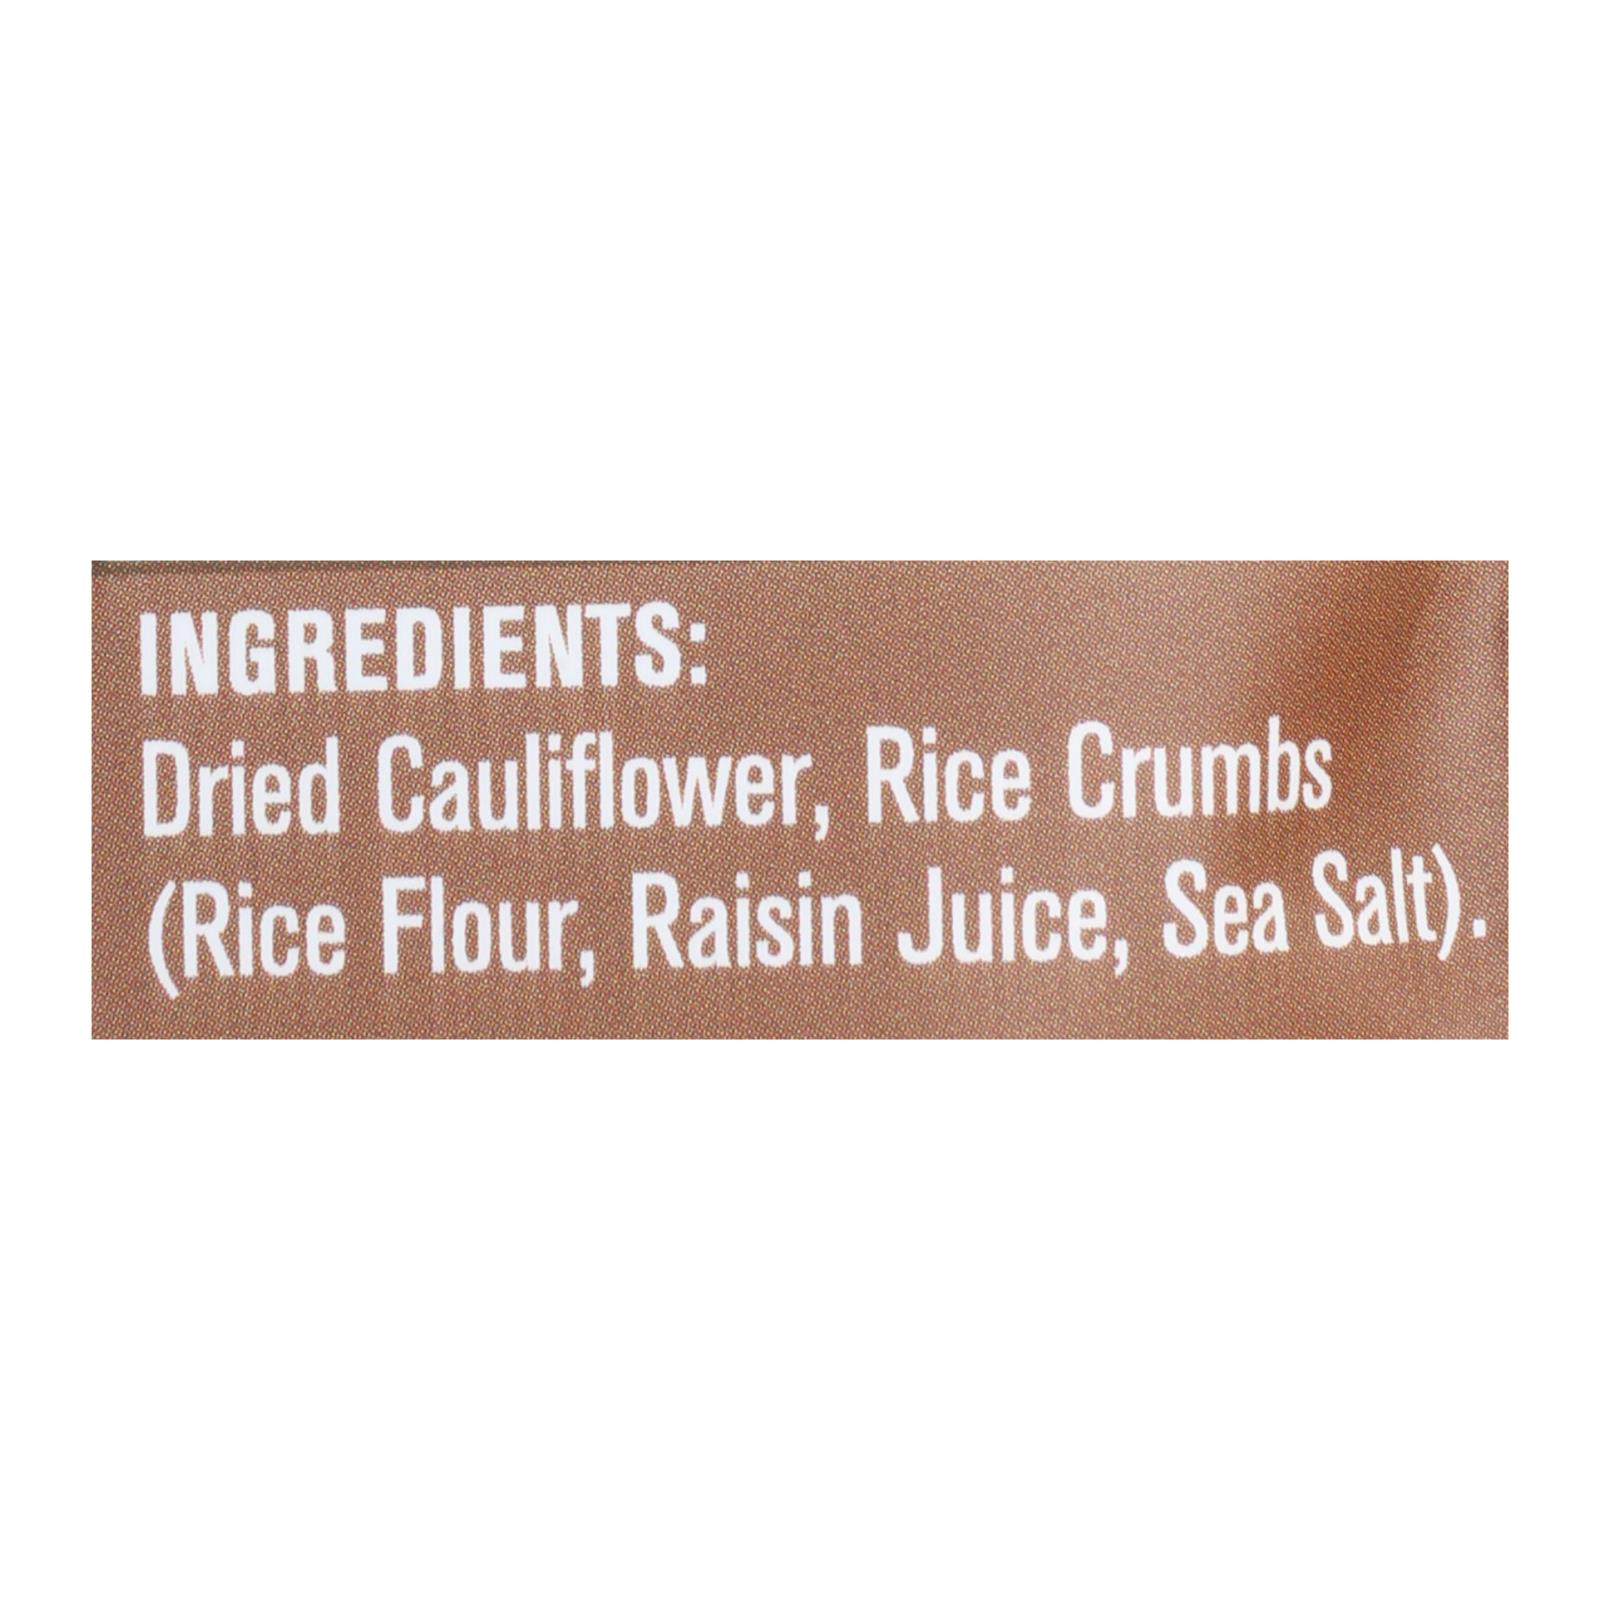 INGREDIENTS:
Dried Cauliflower, Rice Crumbs
(Rice Flour, Raisin Juice, Sea Salt).